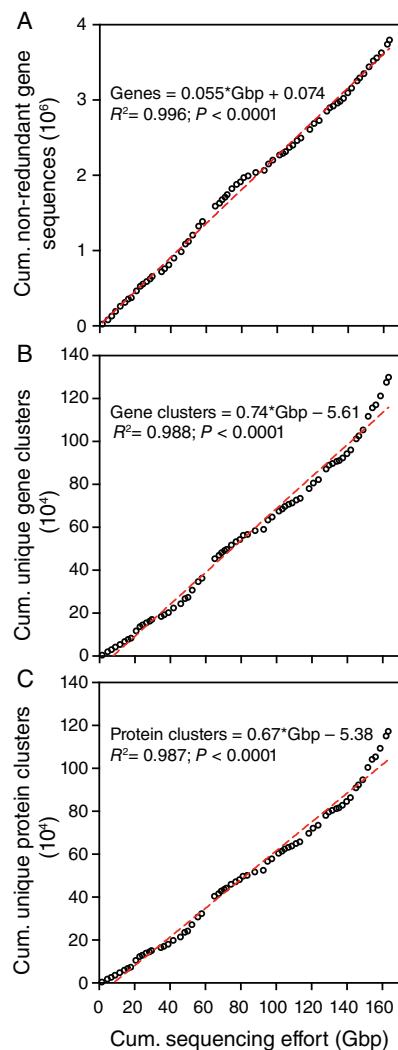 A
4
3
2
1
0
Cum. non-redundant gene
sequences (10⁶)
Genes = 0.055*Gbp + 0.074
R²= 0.996; P < 0.0001
B
140
120
100
80
60
40
20
0
Cum. unique gene clusters
(10⁴)
Gene clusters = 0.74*Gbp – 5.61
R²= 0.988; P < 0.0001
C
140
120
100
80
60
40
20
0
Cum. unique protein clusters
(10⁴)
Protein clusters = 0.67*Gbp – 5.38
R²= 0.987; P < 0.0001
0 20 40 60 80 100 120 140 160
Cum. sequencing effort (Gbp)